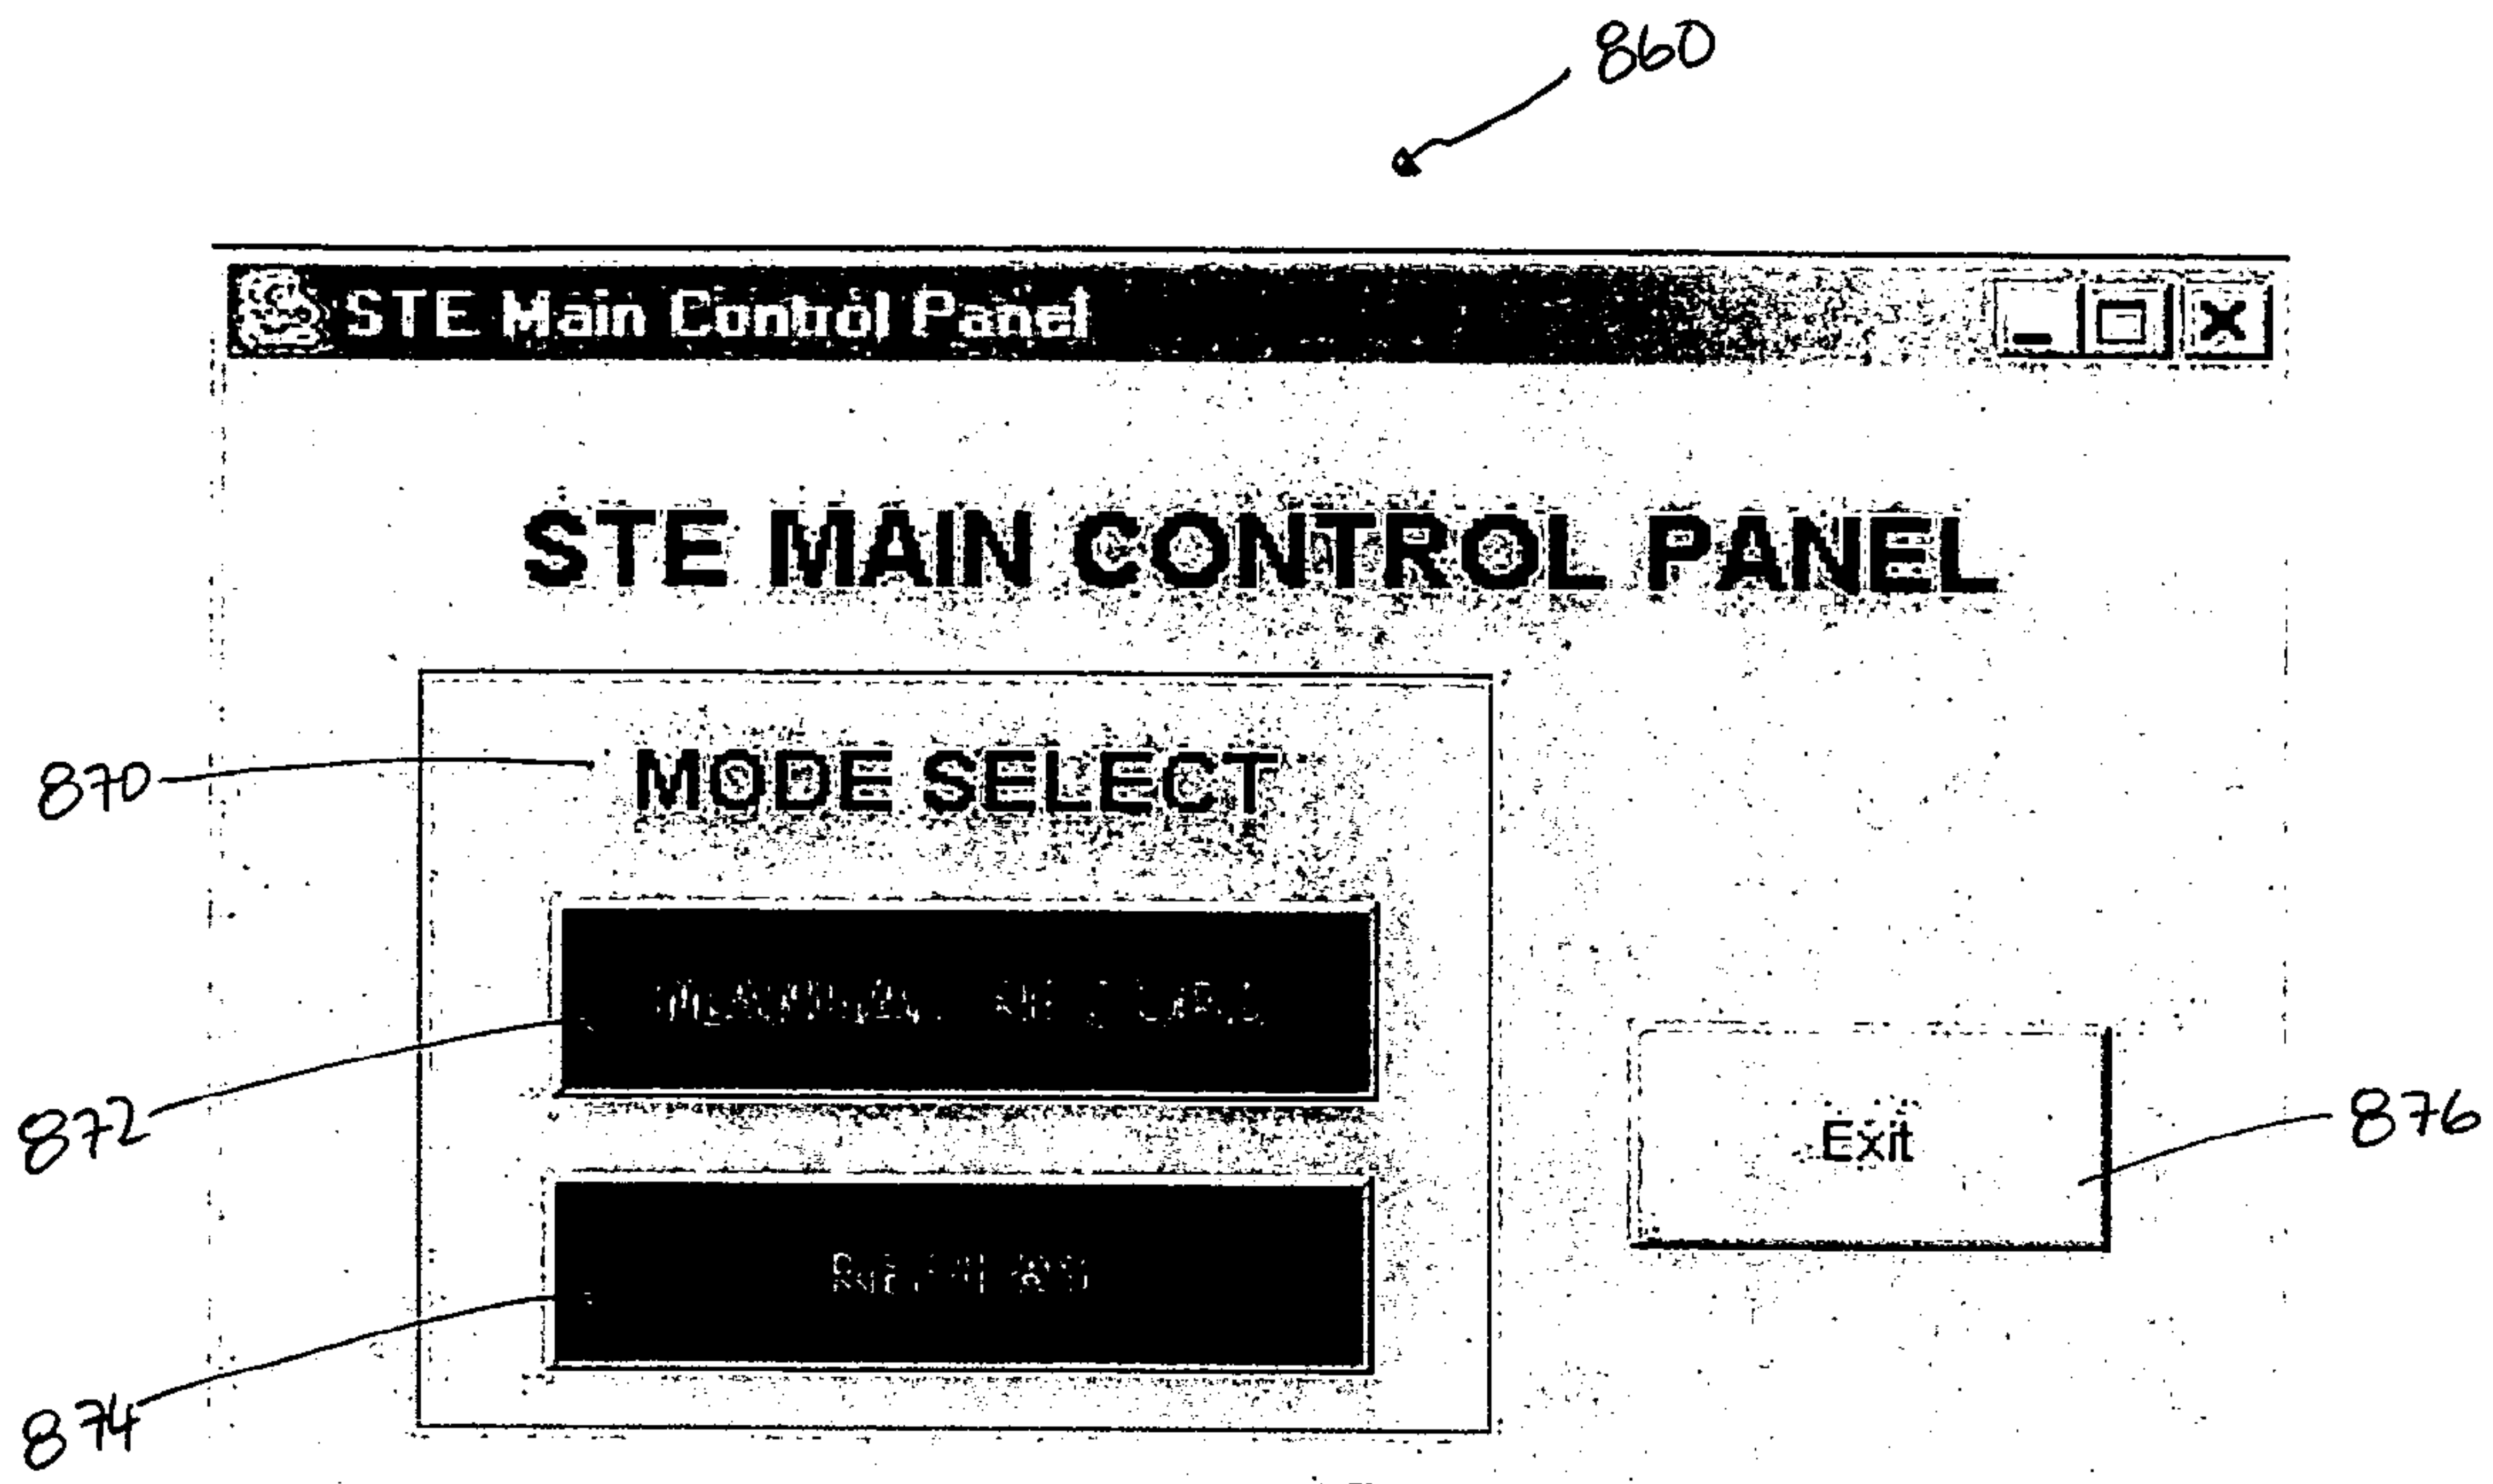 860
STE Main Control Panel
STE MAIN CONTROL PANEL
870
MODE SELECT
872
Exit
876
874